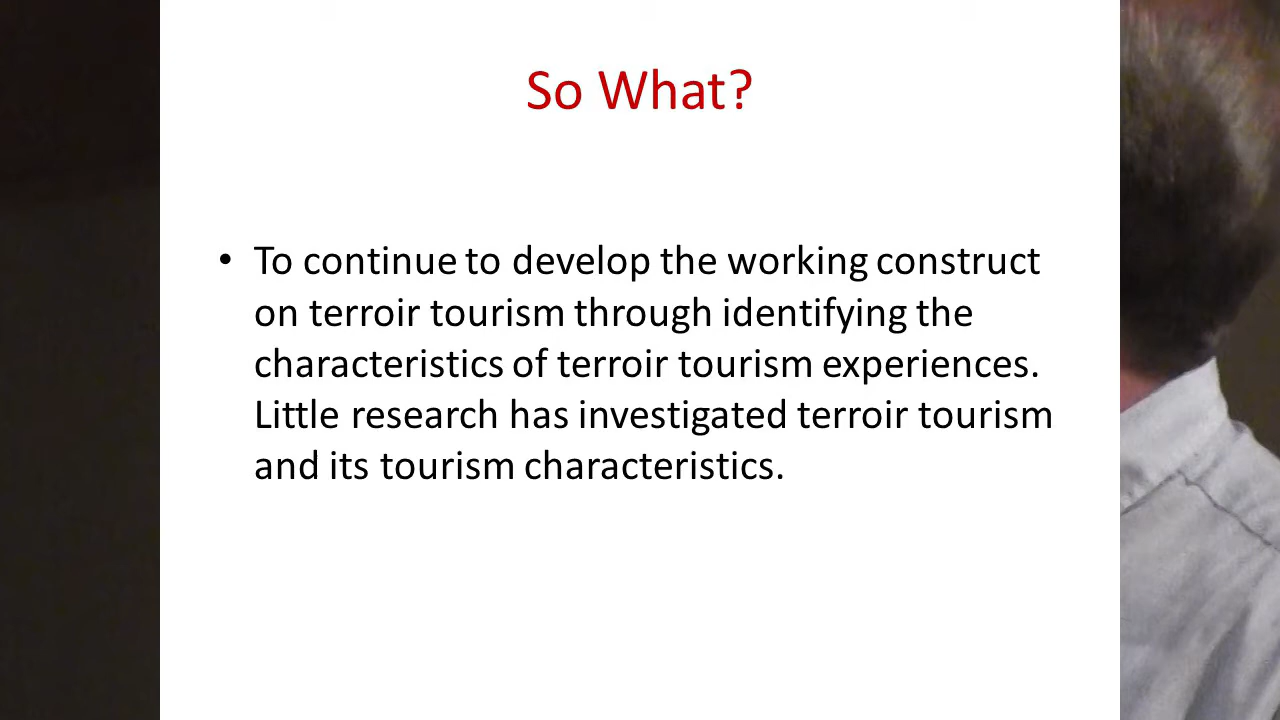 So What?
• To continue to develop the working construct
on terroir tourism through identifying the
characteristics of terroir tourism experiences.
Little research has investigated terroir tourism
and its tourism characteristics.